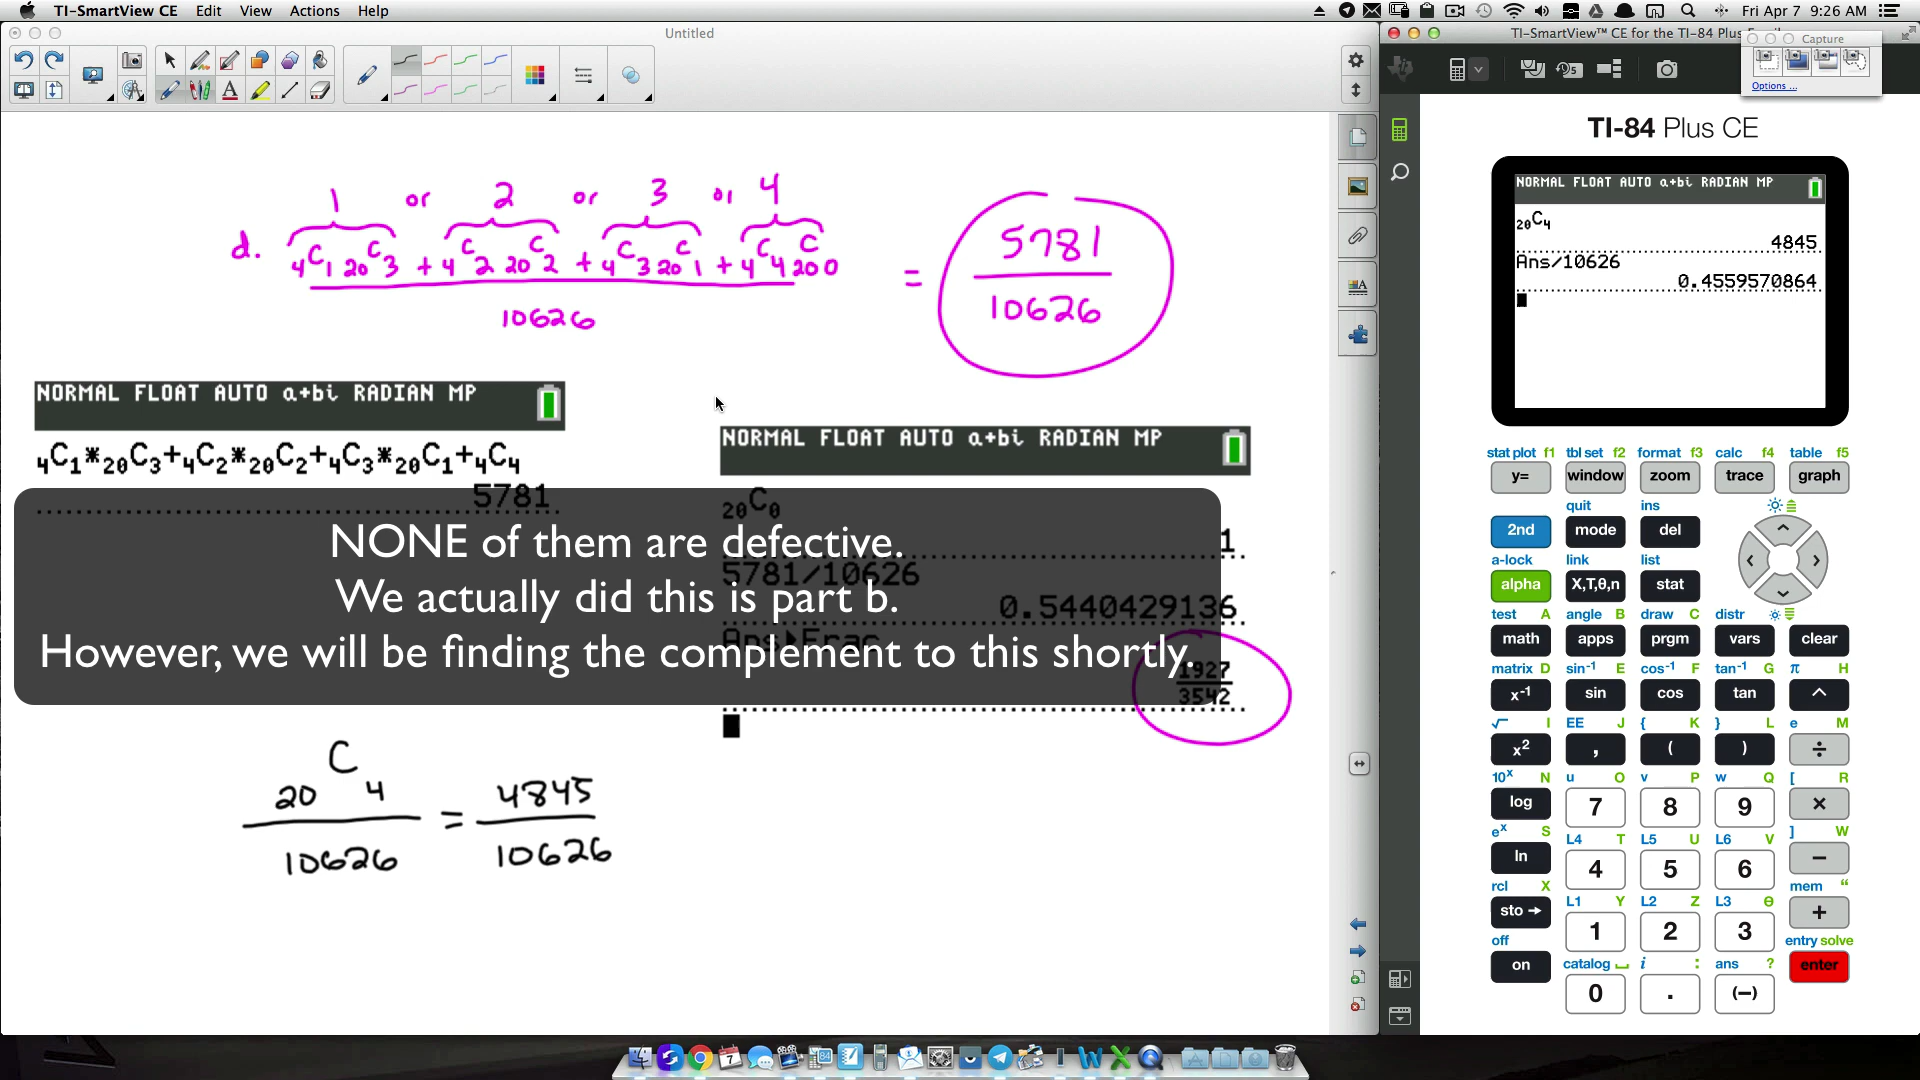 TI-SmartView CE Edit View Actions Help
Fri Apr 7 9:26 AM
Untitled
TI-SmartView™ CE for the TI-84 Plus
Capture
Options ...
1 or 2 or 3 or 4
d. 4C1 20C3 + 4C2 20C2 + 4C3 20C1 + 4C4 20C0
10626
= 5781
10626
NORMAL FLOAT AUTO a+bi RADIAN MP
4C1*20C3+4C2*20C2+4C3*20C1+4C4
5781
NORMAL FLOAT AUTO a+bi RADIAN MP
20C0
1
5781/10626
0.5440429136
Ans▸Frac
1927
3542
NONE of them are defective.
We actually did this is part b.
However, we will be finding the complement to this shortly.
20C4 = 4845
10626 10626
TI-84 Plus CE
NORMAL FLOAT AUTO a+bi RADIAN MP
20C4
4845
Ans/10626
0.4559570864
stat plot f1 tbl set f2 format f3 calc f4 table f5
y= window zoom trace graph
quit ins
2nd mode del
a-lock link list
alpha X,T,θ,n stat
test A angle B draw C distr
math apps prgm vars clear
matrix D sin-1 E cos-1 F tan-1 G π H
x-1 sin cos tan ^
√ I EE J { K } L e M
x2 , ( ) ÷
10x N u O v P w Q [ R
log 7 8 9 ×
ex S L4 T L5 U L6 V ] W
ln 4 5 6 −
rcl X L1 Y L2 Z L3 θ mem "
sto → 1 2 3 +
off catalog i : ans ? entry solve
on 0 . (−) enter